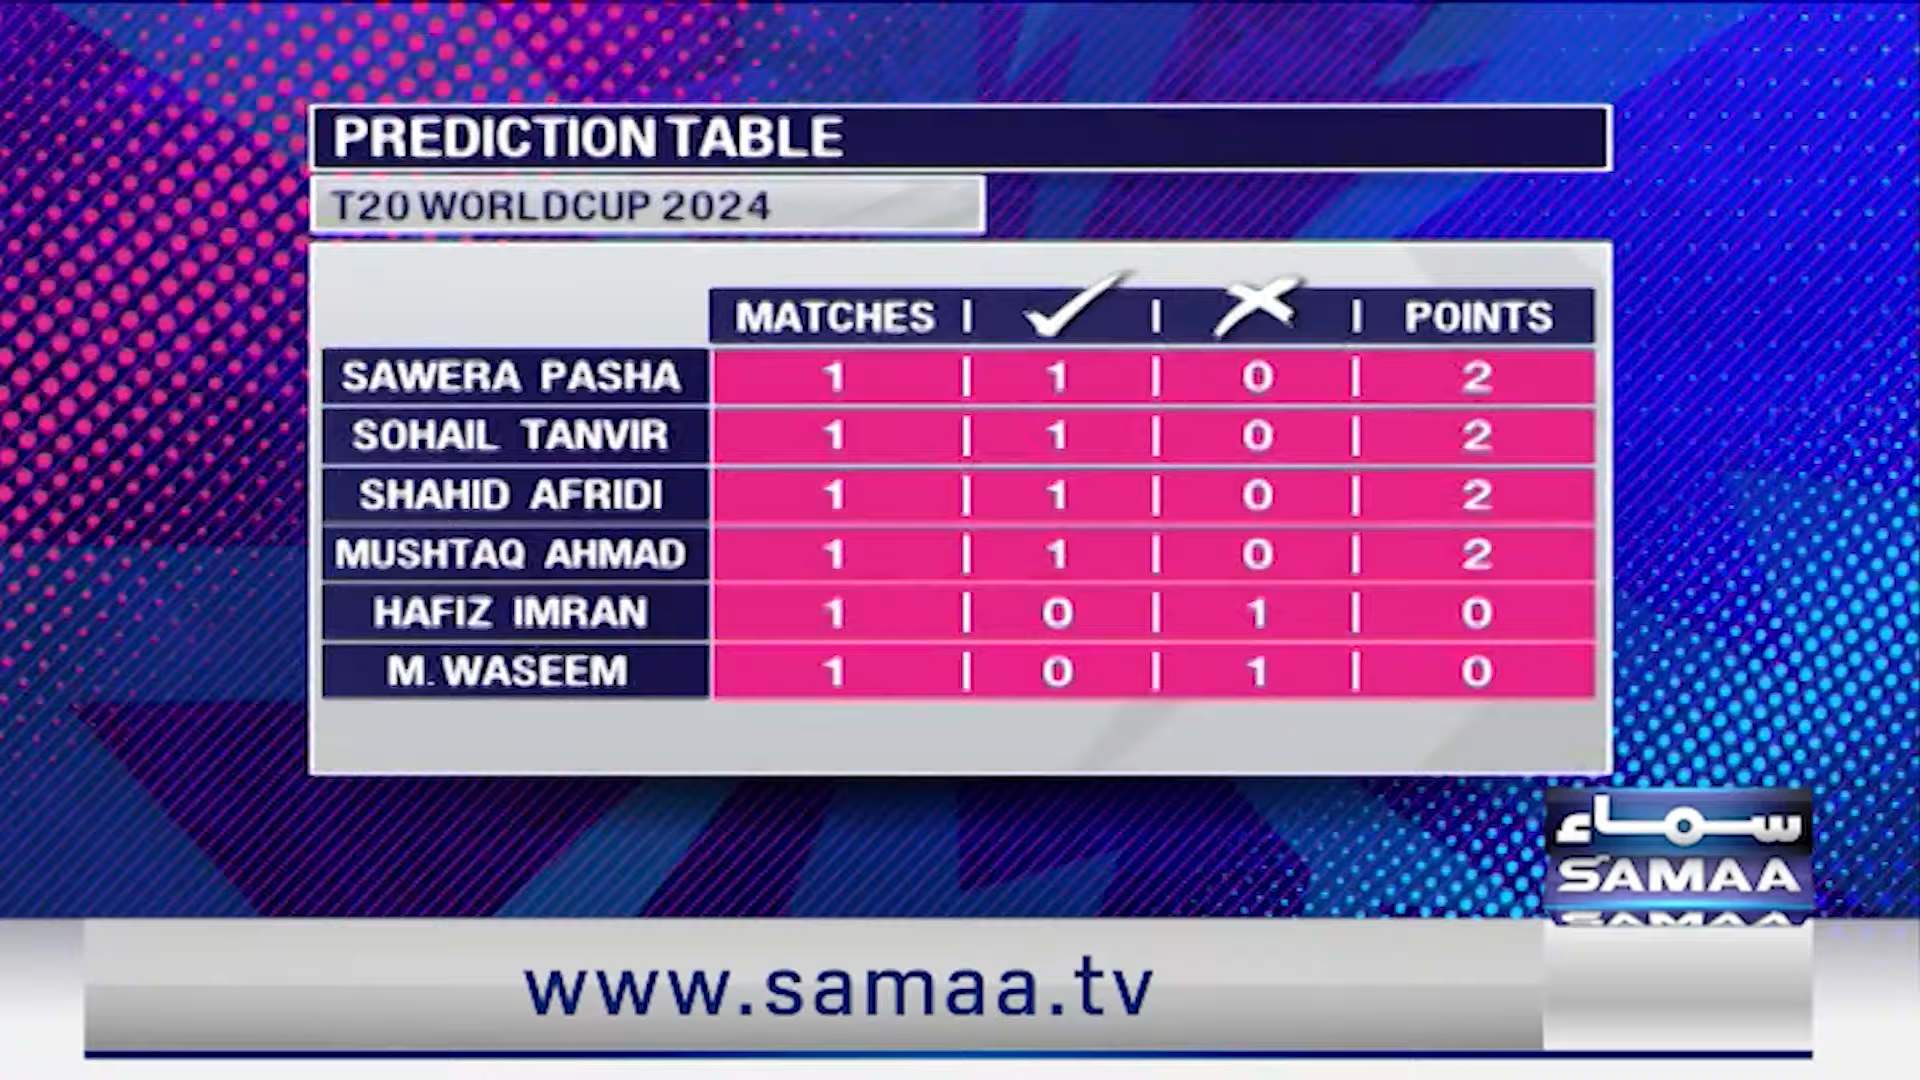 PREDICTION TABLE
T20 WORLDCUP 2024
MATCHES | ✓ | ✗ | POINTS
SAWERA PASHA 1 | 1 | 0 | 2
SOHAIL TANVIR 1 | 1 | 0 | 2
SHAHID AFRIDI 1 | 1 | 0 | 2
MUSHTAQ AHMAD 1 | 1 | 0 | 2
HAFIZ IMRAN 1 | 0 | 1 | 0
M. WASEEM 1 | 0 | 1 | 0
سماء
SAMAA
SAMAA
www.samaa.tv